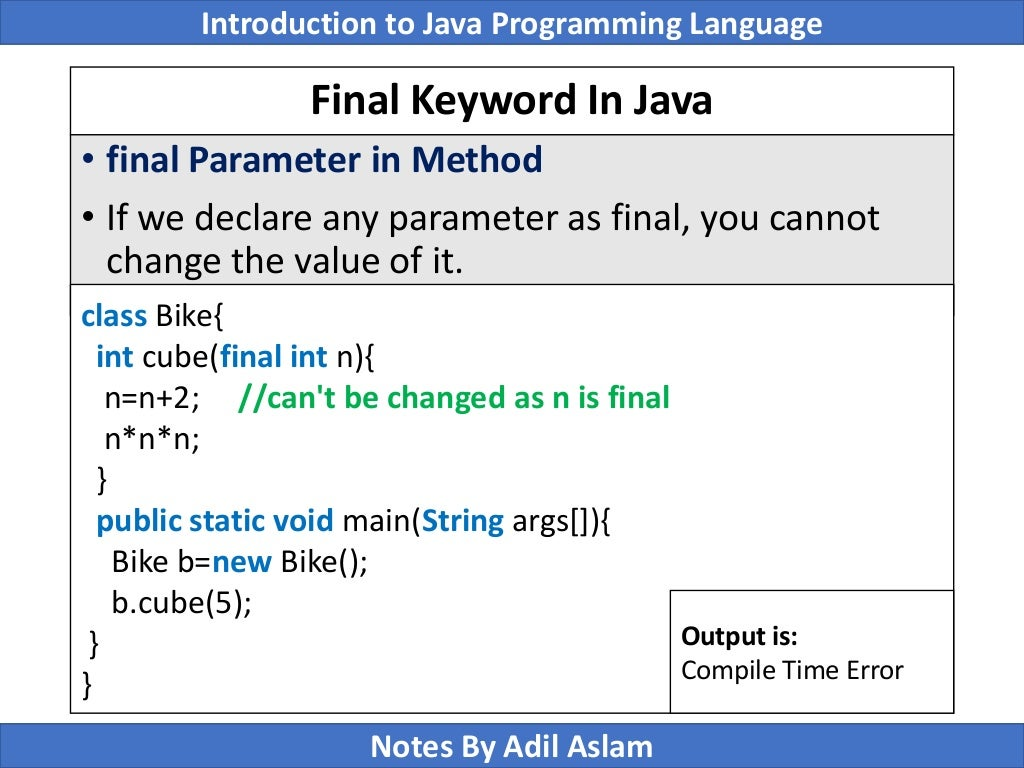 Introduction to Java Programming Language
Final Keyword In Java
• final Parameter in Method
• If we declare any parameter as final, you cannot
change the value of it.
class Bike{
int cube(final int n){
n=n+2; //can't be changed as n is final
n*n*n;
}
public static void main(String args[]){
Bike b=new Bike();
b.cube(5);
}
}
Output is:
Compile Time Error
Notes By Adil Aslam